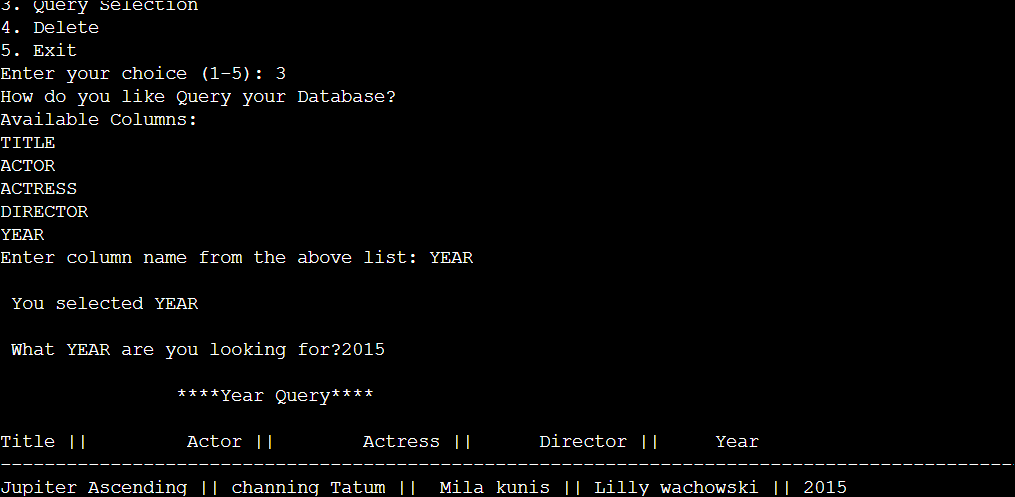 3. Query Selection
4. Delete
5. Exit
Enter your choice (1-5): 3
How do you like Query your Database?
Available Columns:
TITLE
ACTOR
ACTRESS
DIRECTOR
YEAR
Enter column name from the above list: YEAR
You selected YEAR
What YEAR are you looking for?2015
****Year Query****
Title || Actor || Actress || Director || Year
--------------------------------------------------------------------------------------------
Jupiter Ascending || channing Tatum || Mila kunis || Lilly wachowski || 2015